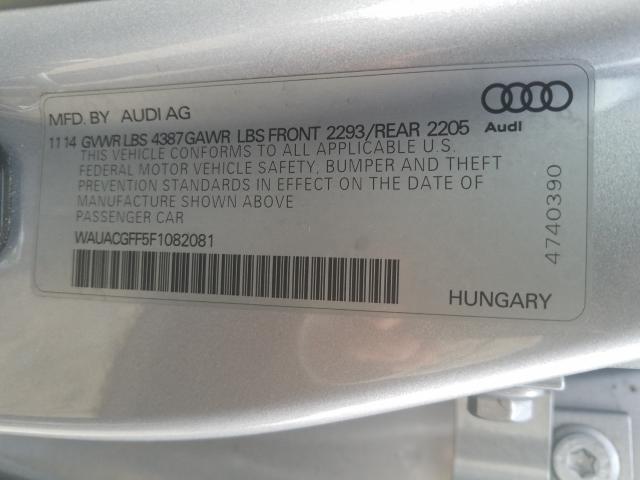 MFD. BY AUDI AG
11 14 GVWR LBS 4387 GAWR LBS FRONT 2293/REAR 2205
Audi
THIS VEHICLE CONFORMS TO ALL APPLICABLE U.S.
FEDERAL MOTOR VEHICLE SAFETY, BUMPER AND THEFT
PREVENTION STANDARDS IN EFFECT ON THE DATE OF
MANUFACTURE SHOWN ABOVE
PASSENGER CAR
WAUACGFF5F1082081
4740390
HUNGARY